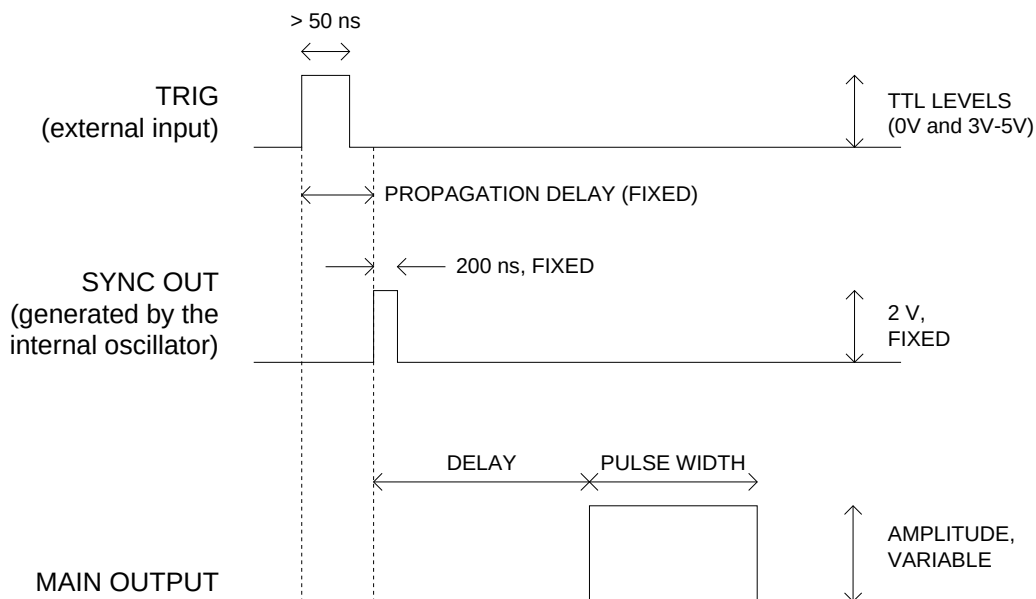 > 50 ns
TRIG
(external input)
TTL LEVELS
(0V and 3V-5V)
PROPAGATION DELAY (FIXED)
200 ns, FIXED
SYNC OUT
(generated by the
internal oscillator)
2 V,
FIXED
DELAY
PULSE WIDTH
AMPLITUDE,
VARIABLE
MAIN OUTPUT